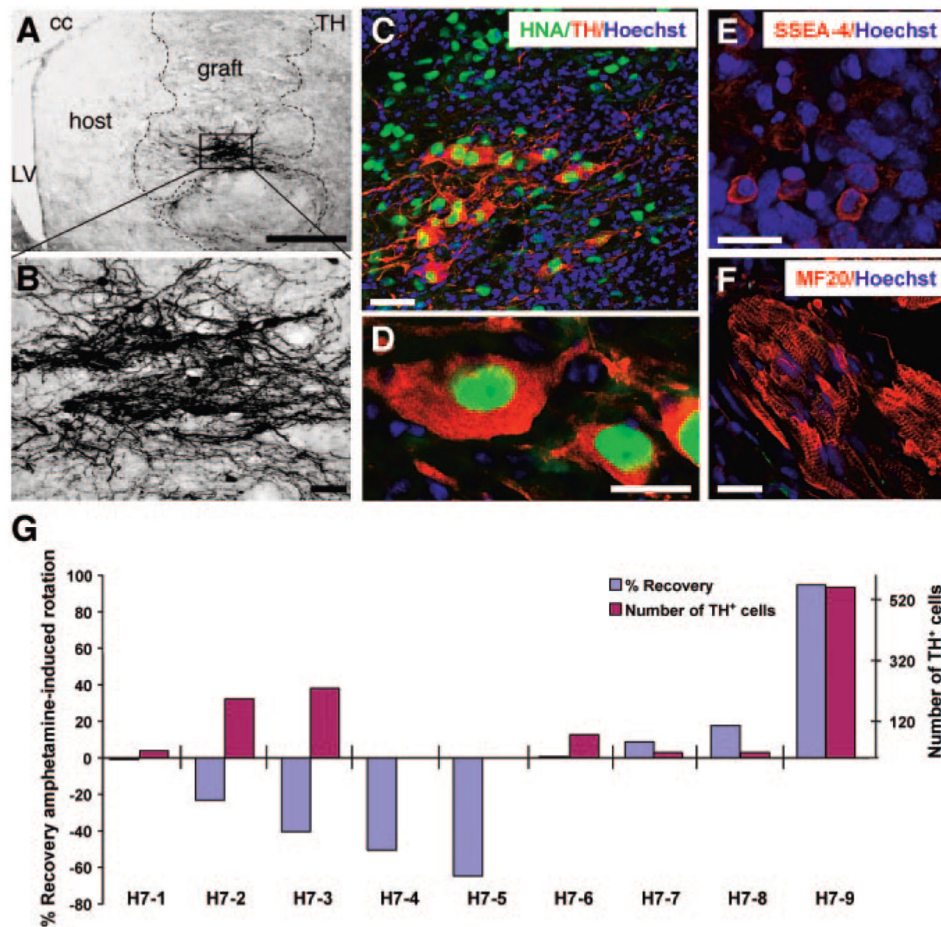 A
cc
TH
graft
host
LV
B
C
HNA/TH/Hoechst
D
E
SSEA-4/Hoechst
F
MF20/Hoechst
G
% Recovery amphetamine-induced rotation
100
80
60
40
20
0
-20
-40
-60
-80
% Recovery
Number of TH⁺ cells
520
320
120
Number of TH⁺ cells
H7-1 H7-2 H7-3 H7-4 H7-5 H7-6 H7-7 H7-8 H7-9